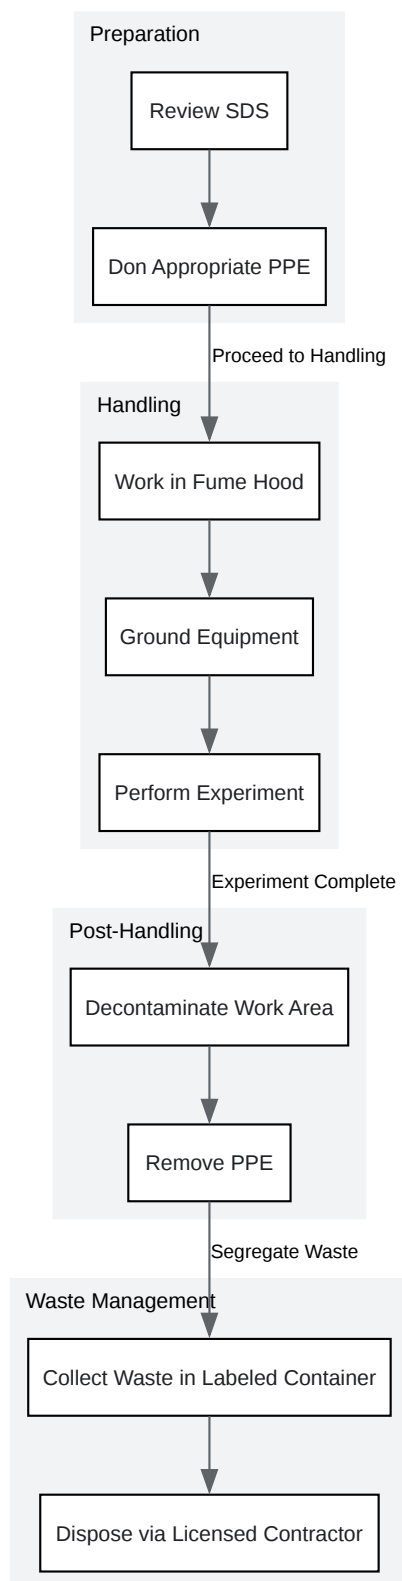 Preparation
Review SDS
Don Appropriate PPE
Proceed to Handling
Handling
Work in Fume Hood
Ground Equipment
Perform Experiment
Experiment Complete
Post-Handling
Decontaminate Work Area
Remove PPE
Segregate Waste
Waste Management
Collect Waste in Labeled Container
Dispose via Licensed Contractor